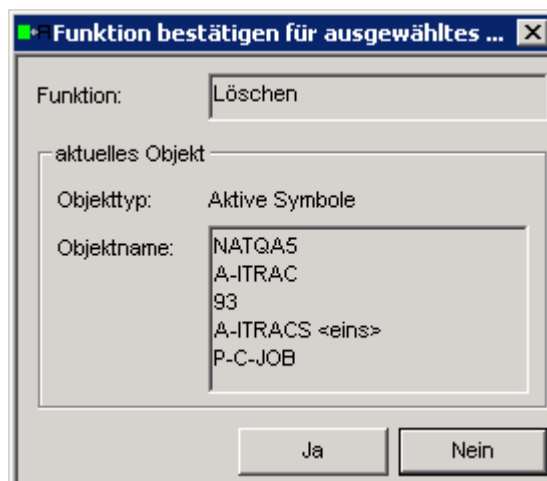 Funktion bestätigen für ausgewähltes ...
Funktion: Löschen
aktuelles Objekt
Objekttyp: Aktive Symbole
Objektname: NATQA5
A-ITRAC
93
A-ITRACS <eins>
P-C-JOB
Ja Nein